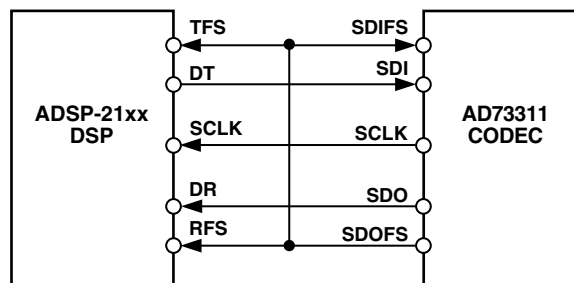 TFS SDIFS
DT SDI
ADSP-21xx
DSP
AD73311
CODEC
SCLK SCLK
DR SDO
RFS SDOFS